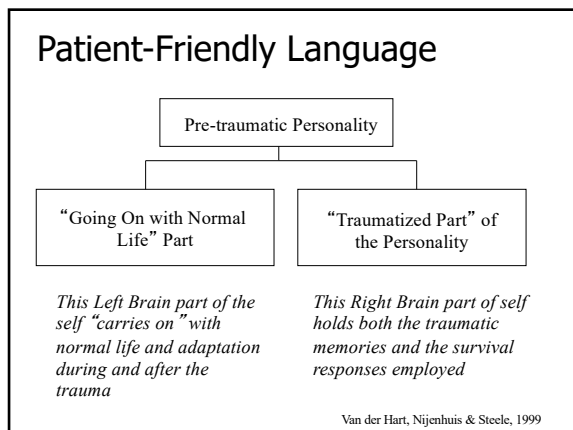 Patient-Friendly Language
Pre-traumatic Personality
“Going On with Normal
Life” Part
“Traumatized Part” of
the Personality
This Left Brain part of the
self “carries on” with
normal life and adaptation
during and after the
trauma
This Right Brain part of self
holds both the traumatic
memories and the survival
responses employed
Van der Hart, Nijenhuis & Steele, 1999